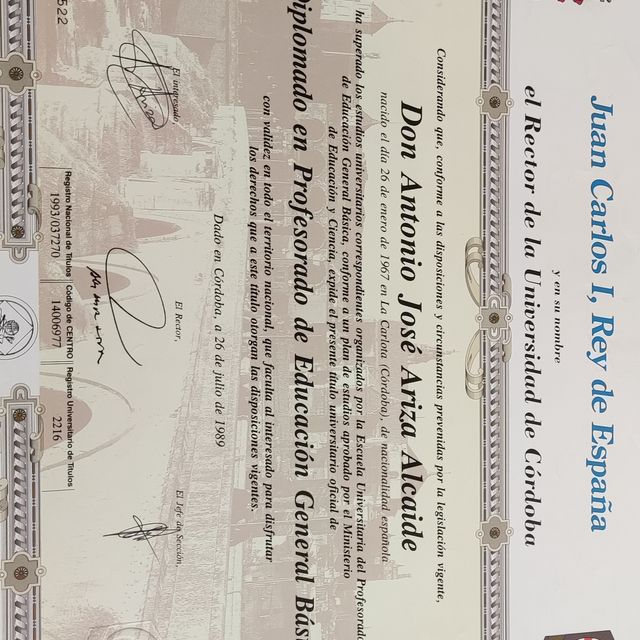 Juan Carlos I, Rey de España
y en su nombre
el Rector de la Universidad de Córdoba
Considerando que, conforme a las disposiciones y circunstancias prevenidas por la legislación vigente,
Don Antonio José Ariza Alcaide
nacido el día 26 de enero de 1967 en La Carlota (Córdoba), de nacionalidad española
ha superado los estudios universitarios correspondientes organizados por la Escuela Universitaria del Profesorado
de Educación General Básica, conforme a un plan de estudios aprobado por el Ministerio
de Educación y Ciencia, expide el presente título universitario oficial de
Diplomado en Profesorado de Educación General Bási
con validez en todo el territorio nacional, que faculta al interesado para disfrutar
los derechos que a este título otorgan las disposiciones vigentes.
Dado en Córdoba, a 26 de julio de 1989
El interesado, El Rector, El Jefe de Sección,
Registro Nacional de Títulos Código de CENTRO Registro Universitario de Títulos
1993/037270 14006977 2216
522